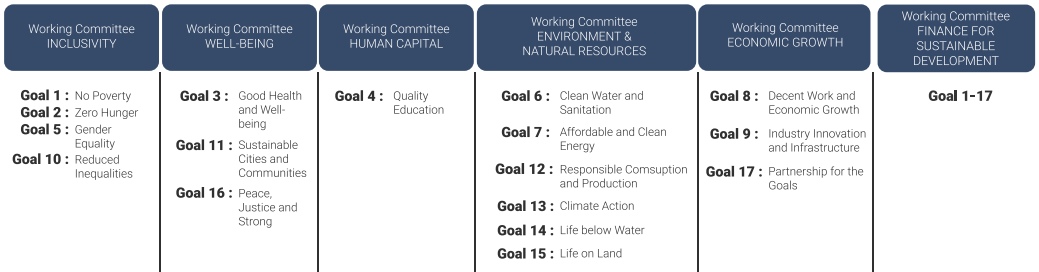 Working Committee
INCLUSIVITY
Goal 1 : No Poverty
Goal 2 : Zero Hunger
Goal 5 : Gender
Equality
Goal 10 : Reduced
Inequalities
Working Committee
WELL-BEING
Goal 3 : Good Health
and Well-
being
Goal 11 : Sustainable
Cities and
Communities
Goal 16 : Peace,
Justice and
Strong
Working Committee
HUMAN CAPITAL
Goal 4 : Quality
Education
Working Committee
ENVIRONMENT &
NATURAL RESOURCES
Goal 6 : Clean Water and
Sanitation
Goal 7 : Affordable and Clean
Energy
Goal 12 : Responsible Comsuption
and Production
Goal 13 : Climate Action
Goal 14 : Life below Water
Goal 15 : Life on Land
Working Committee
ECONOMIC GROWTH
Goal 8 : Decent Work and
Economic Growth
Goal 9 : Industry Innovation
and Infrastructure
Goal 17 : Partnership for the
Goals
Working Committee
FINANCE FOR
SUSTAINABLE
DEVELOPMENT
Goal 1-17